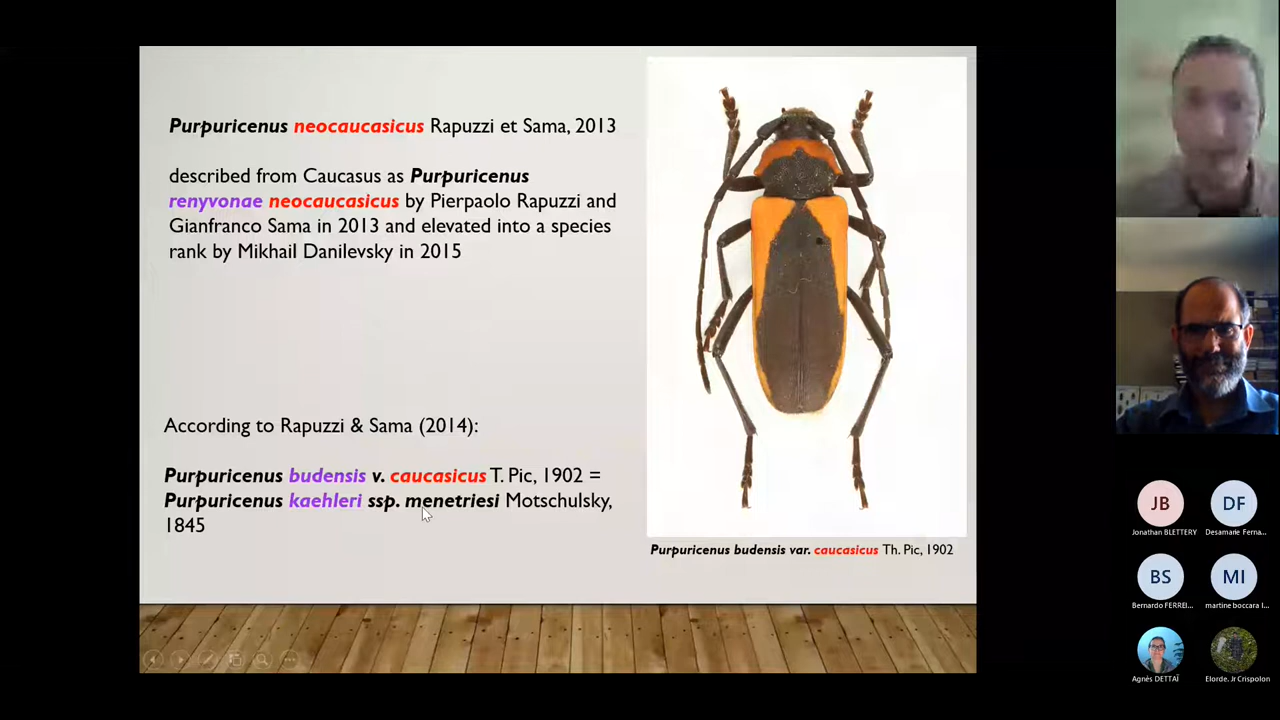 Purpuricenus neocaucasicus Rapuzzi et Sama, 2013
described from Caucasus as Purpuricenus
renyvonae neocaucasicus by Pierpaolo Rapuzzi and
Gianfranco Sama in 2013 and elevated into a species
rank by Mikhail Danilevsky in 2015
According to Rapuzzi & Sama (2014):
Purpuricenus budensis v. caucasicus T. Pic, 1902 =
Purpuricenus kaehleri ssp. menetriesi Motschulsky,
1845
Purpuricenus budensis var. caucasicus Th. Pic, 1902
JB
DF
Jonathan BLETTERY
Desamarie Ferna...
BS
MI
Bernardo FERREI...
martine boccara I...
Agnès DETTAÏ
Elorde. Jr Crispolon